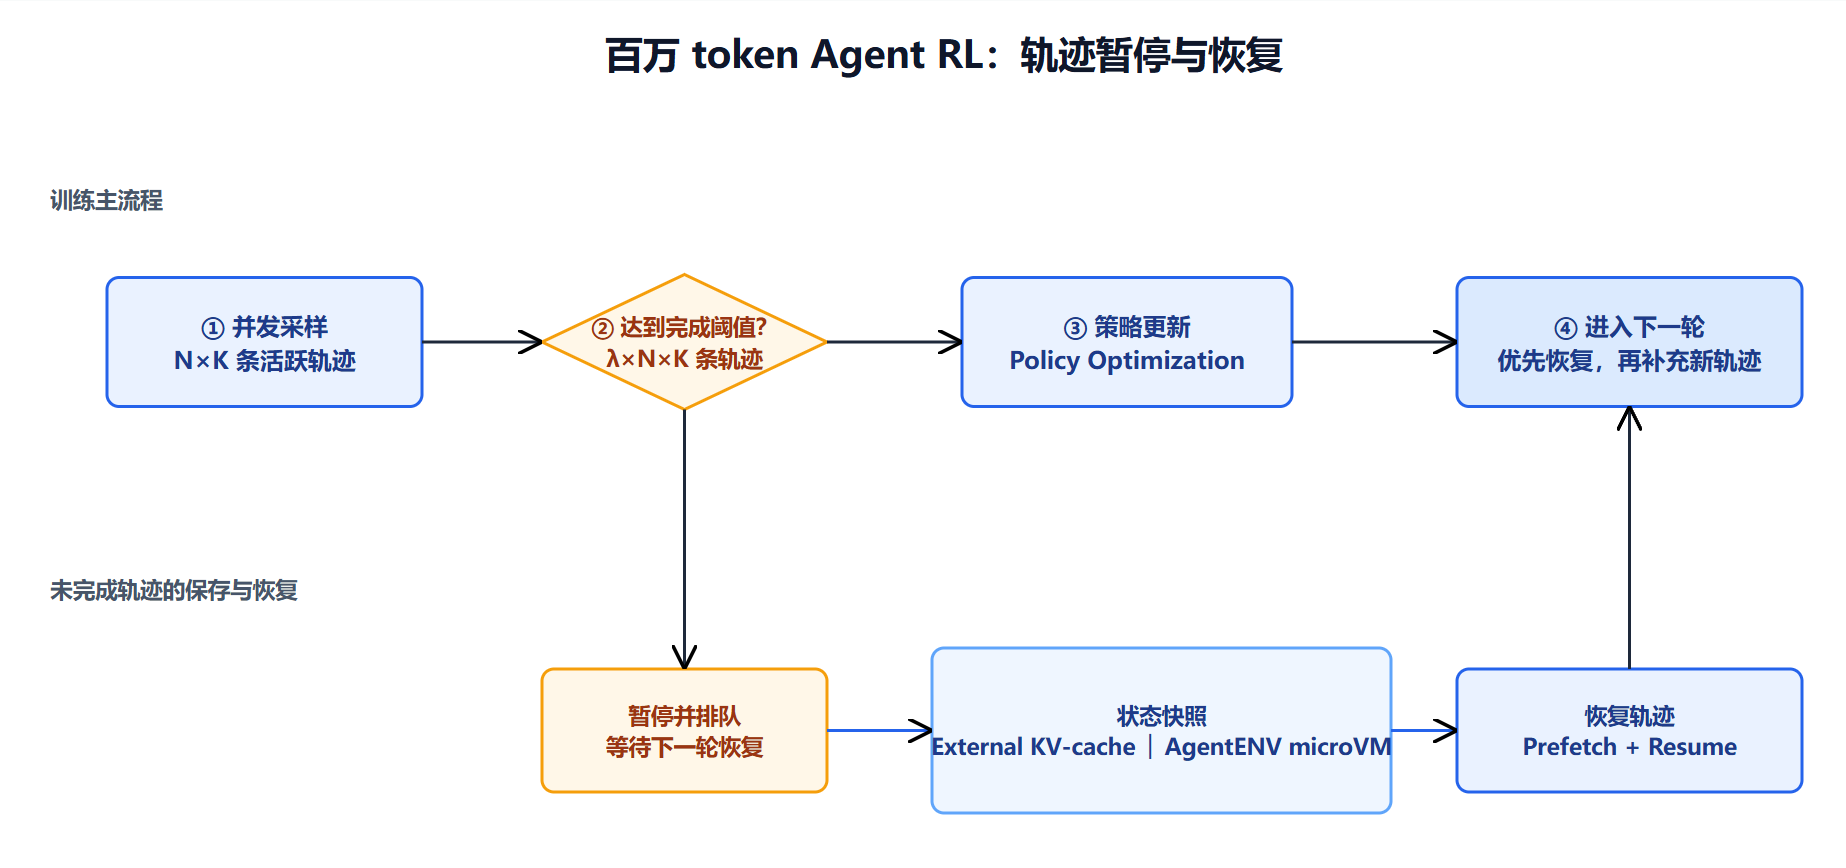 百万 token Agent RL：轨迹暂停与恢复
训练主流程
① 并发采样
N×K 条活跃轨迹
② 达到完成阈值？
λ×N×K 条轨迹
③ 策略更新
Policy Optimization
④ 进入下一轮
优先恢复，再补充新轨迹
未完成轨迹的保存与恢复
暂停并排队
等待下一轮恢复
状态快照
External KV-cache｜AgentENV microVM
恢复轨迹
Prefetch + Resume